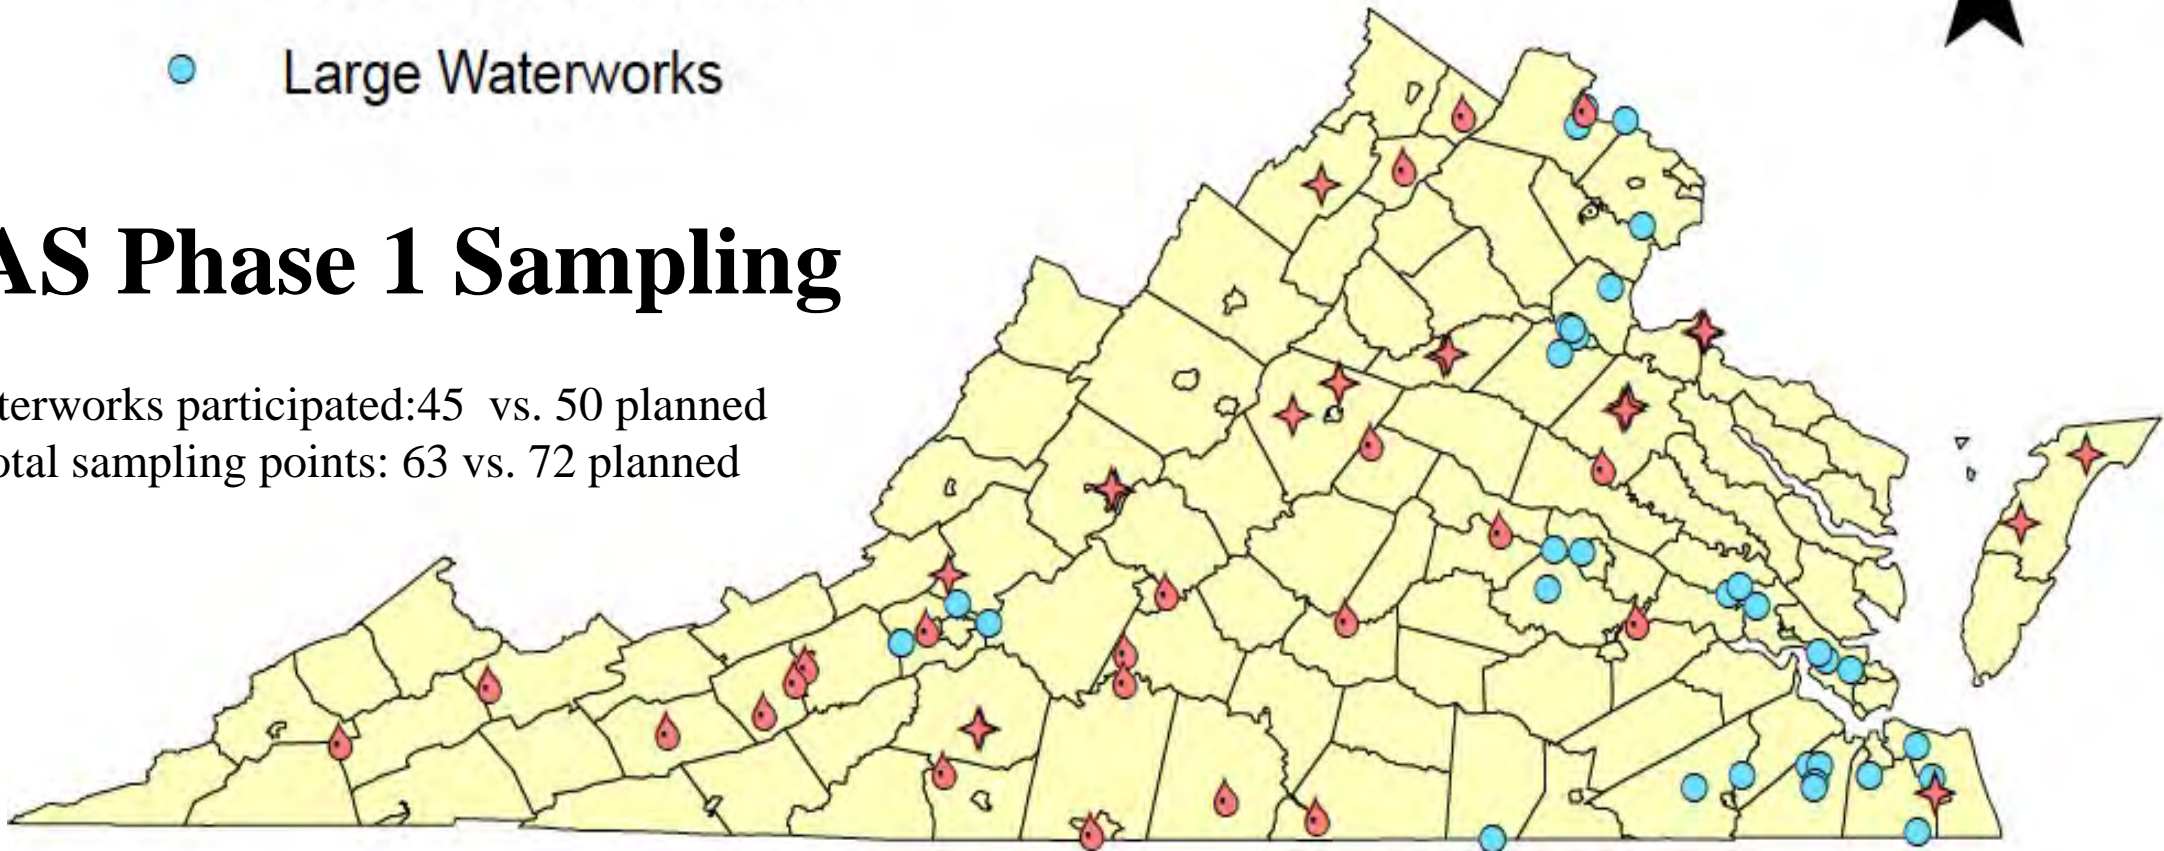 Large Waterworks
AS Phase 1 Sampling
terworks participated:45 vs. 50 planned
otal sampling points: 63 vs. 72 planned